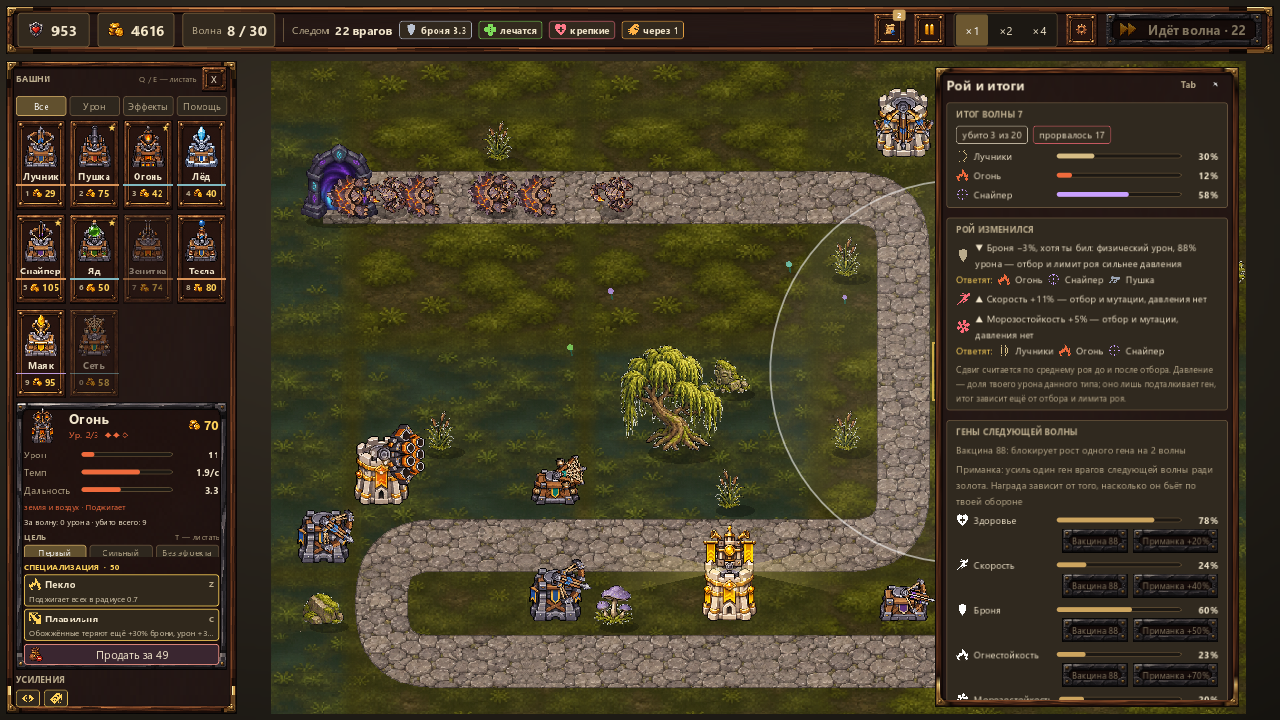 953
4616
Волна 8 / 30
Следом 22 врагов
броня 3.3
лечатся
крепкие
через 1
2
×1
×2
×4
Идёт волна · 22
БАШНИ
Q / E — листать
X
Все
Урон
Эффекты
Помощь
Лучник
1 29
Пушка
2 75
Огонь
3 42
Лёд
4 40
Снайпер
5 105
Яд
6 50
Зенитка
7 74
Тесла
8 80
Маяк
9 95
Сеть
0 58
Огонь
Ур. 2/3
70
Урон
11
Темп
1.9/с
Дальность
3.3
земля и воздух · Поджигает
За волну: 0 урона · убито всего: 9
ЦЕЛЬ
T — листать
Первый
Сильный
Без эффекта
СПЕЦИАЛИЗАЦИЯ · 50
Пекло
Z
Поджигает всех в радиусе 0.7
Плавильня
C
Обожжённые теряют ещё +30% брони, урон +3...
Продать за 49
УСИЛЕНИЯ
Рой и итоги
Tab
ИТОГ ВОЛНЫ 7
убито 3 из 20
прорвалось 17
Лучники
30%
Огонь
12%
Снайпер
58%
РОЙ ИЗМЕНИЛСЯ
▼ Броня −3%, хотя ты бил: физический урон, 88%
урона — отбор и лимит роя сильнее давления
Ответят: Огонь Снайпер Пушка
▲ Скорость +11% — отбор и мутации, давления нет
▲ Морозостойкость +5% — отбор и мутации,
давления нет
Ответят: Лучники Огонь Снайпер
Сдвиг считается по среднему роя до и после отбора. Давление
— доля твоего урона данного типа; оно лишь подталкивает ген,
итог зависит ещё от отбора и лимита роя.
ГЕНЫ СЛЕДУЮЩЕЙ ВОЛНЫ
Вакцина 88: блокирует рост одного гена на 2 волны
Приманка: усиль один ген врагов следующей волны ради
золота. Награда зависит от того, насколько он бьёт по
твоей обороне
Здоровье
78%
Вакцина 88
Приманка +20%
Скорость
24%
Вакцина 88
Приманка +40%
Броня
60%
Вакцина 88
Приманка +50%
Огнестойкость
23%
Вакцина 88
Приманка +70%